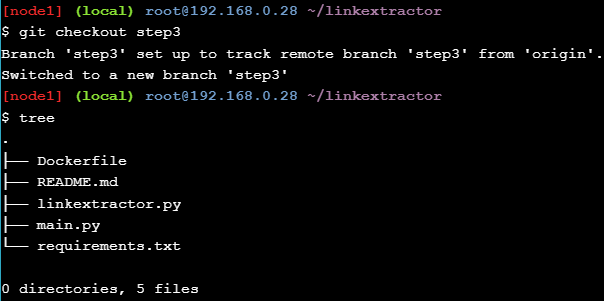 [node1] (local) root@192.168.0.28 ~/linkextractor
$ git checkout step3
Branch 'step3' set up to track remote branch 'step3' from 'origin'.
Switched to a new branch 'step3'
[node1] (local) root@192.168.0.28 ~/linkextractor
$ tree
.
├── Dockerfile
├── README.md
├── linkextractor.py
├── main.py
└── requirements.txt

0 directories, 5 files